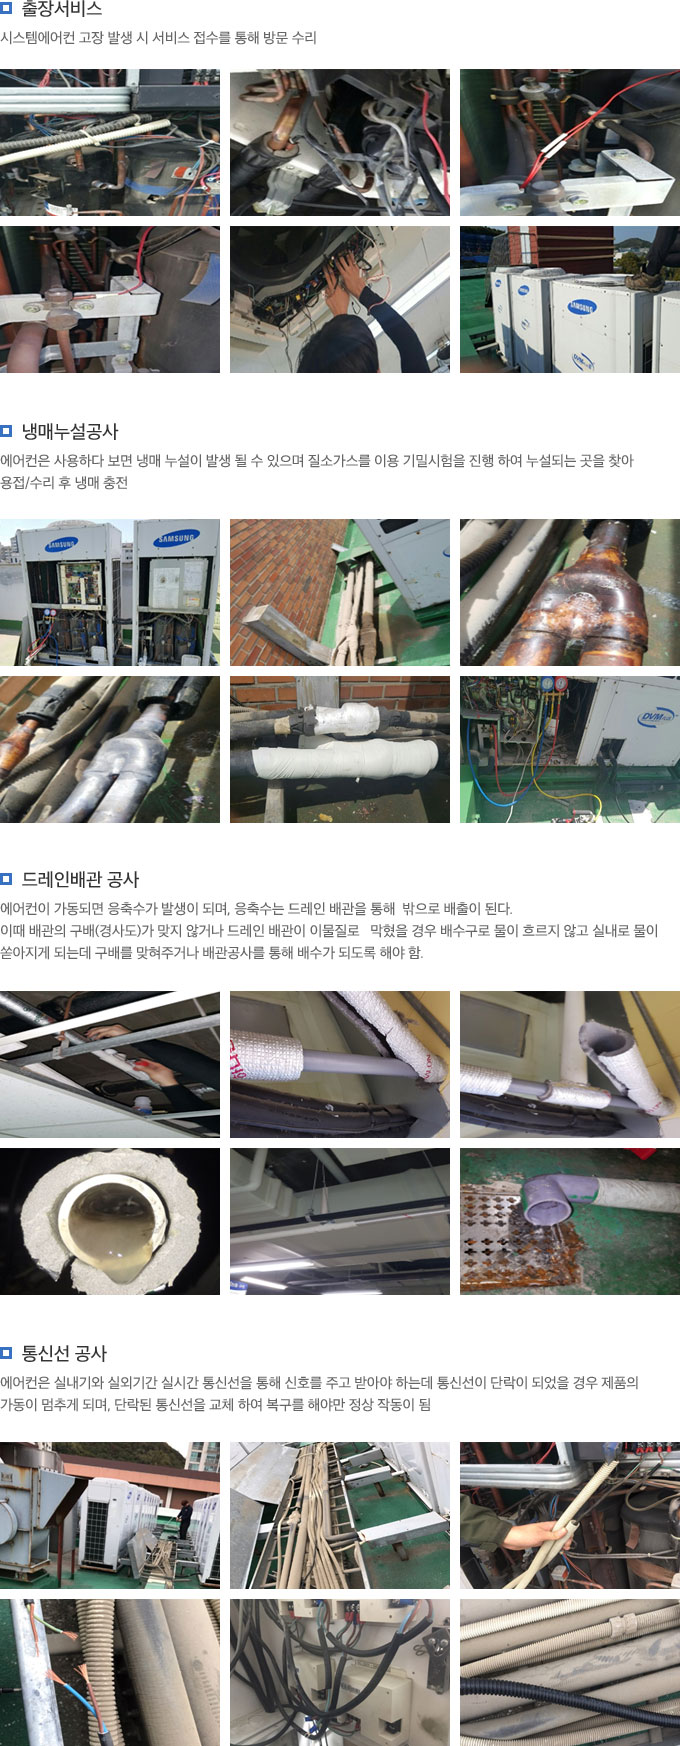 출장서비스
시스템에어컨 고장 발생 시 서비스 접수를 통해 방문 수리
SAMSUNG
DVM
냉매누설공사
에어컨은 사용하다 보면 냉매 누설이 발생 될 수 있으며 질소가스를 이용 기밀시험을 진행 하여 누설되는 곳을 찾아
용접/수리 후 냉매 충전
SAMSUNG
SAMSUNG
DVM
드레인배관 공사
에어컨이 가동되면 응축수가 발생이 되며, 응축수는 드레인 배관을 통해 밖으로 배출이 된다.
이때 배관의 구배(경사도)가 맞지 않거나 드레인 배관이 이물질로 막혔을 경우 배수구로 물이 흐르지 않고 실내로 물이
쏟아지게 되는데 구배를 맞춰주거나 배관공사를 통해 배수가 되도록 해야 함.
통신선 공사
에어컨은 실내기와 실외기간 실시간 통신선을 통해 신호를 주고 받아야 하는데 통신선이 단락이 되었을 경우 제품의
가동이 멈추게 되며, 단락된 통신선을 교체 하여 복구를 해야만 정상 작동이 됨